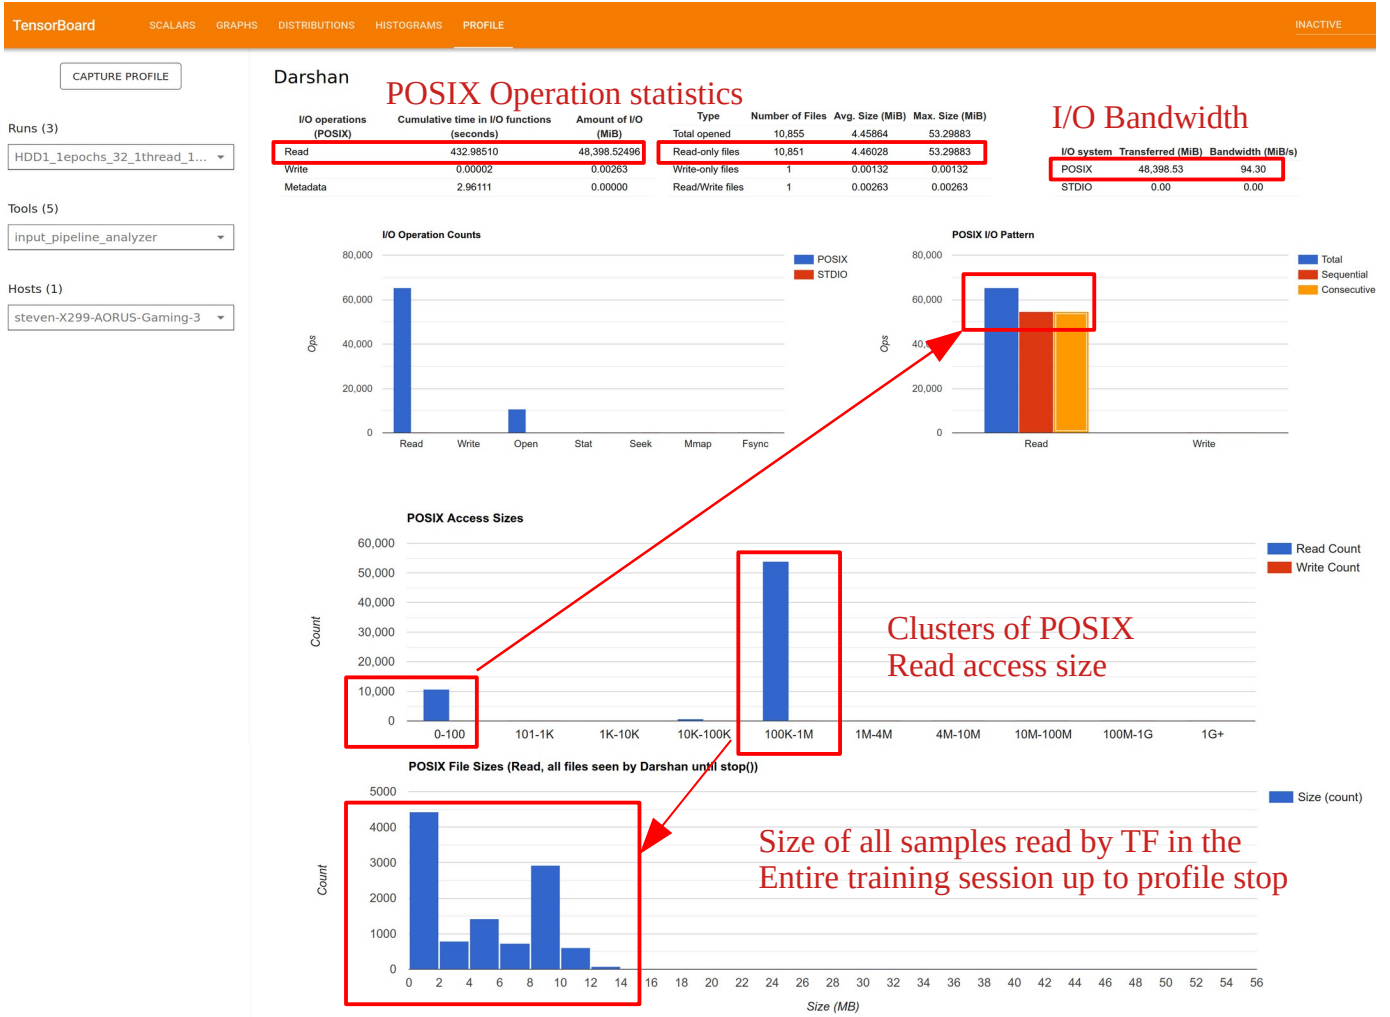 TensorBoard SCALARS GRAPHS DISTRIBUTIONS HISTOGRAMS PROFILE INACTIVE
CAPTURE PROFILE
Runs (3)
HDD1_1epochs_32_1thread_1...
Tools (5)
input_pipeline_analyzer
Hosts (1)
steven-X299-AORUS-Gaming-3
Darshan
POSIX Operation statistics
I/O operations (POSIX) Cumulative time in I/O functions (seconds) Amount of I/O (MiB)
Read 432.98510 48,398.52496
Write 0.00002 0.00263
Metadata 2.96111 0.00000
Type Number of Files Avg. Size (MiB) Max. Size (MiB)
Total opened 10,855 4.45864 53.29883
Read-only files 10,851 4.46028 53.29883
Write-only files 1 0.00132 0.00132
Read/Write files 1 0.00263 0.00263
I/O Bandwidth
I/O system Transferred (MiB) Bandwidth (MiB/s)
POSIX 48,398.53 94.30
STDIO 0.00 0.00
I/O Operation Counts
80,000
60,000
40,000
20,000
0
Ops
Read Write Open Stat Seek Mmap Fsync
POSIX
STDIO
POSIX I/O Pattern
80,000
60,000
40,000
20,000
0
Ops
Read Write
Total
Sequential
Consecutive
POSIX Access Sizes
60,000
50,000
40,000
30,000
20,000
10,000
0
Count
0-100 101-1K 1K-10K 10K-100K 100K-1M 1M-4M 4M-10M 10M-100M 100M-1G 1G+
Read Count
Write Count
Clusters of POSIX
Read access size
POSIX File Sizes (Read, all files seen by Darshan until stop())
5000
4000
3000
2000
1000
0
Count
0 2 4 6 8 10 12 14 16 18 20 22 24 26 28 30 32 34 36 38 40 42 44 46 48 50 52 54 56
Size (MB)
Size (count)
Size of all samples read by TF in the
Entire training session up to profile stop